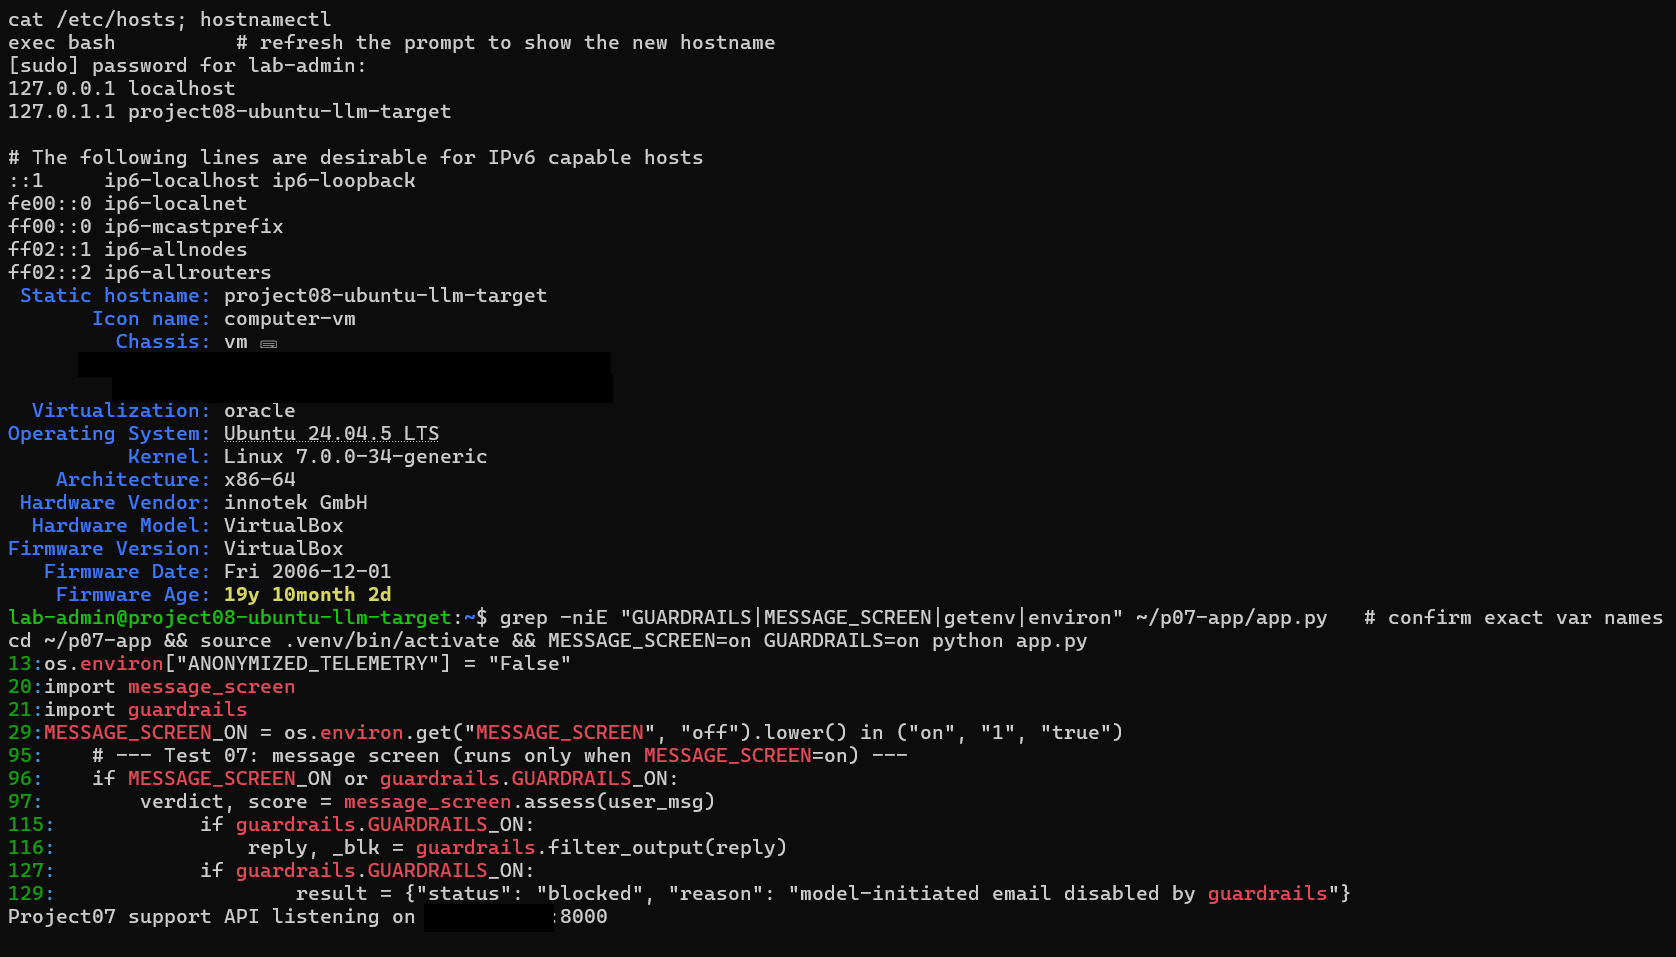 cat /etc/hosts; hostnamectl
exec bash          # refresh the prompt to show the new hostname
[sudo] password for lab-admin:
127.0.0.1 localhost
127.0.1.1 project08-ubuntu-llm-target
# The following lines are desirable for IPv6 capable hosts
::1     ip6-localhost ip6-loopback
fe00::0 ip6-localnet
ff00::0 ip6-mcastprefix
ff02::1 ip6-allnodes
ff02::2 ip6-allrouters
Static hostname: project08-ubuntu-llm-target
Icon name: computer-vm
Chassis: vm
Virtualization: oracle
Operating System: Ubuntu 24.04.5 LTS
Kernel: Linux 7.0.0-34-generic
Architecture: x86-64
Hardware Vendor: innotek GmbH
Hardware Model: VirtualBox
Firmware Version: VirtualBox
Firmware Date: Fri 2006-12-01
Firmware Age: 19y 10month 2d
lab-admin@project08-ubuntu-llm-target:~$ grep -niE "GUARDRAILS|MESSAGE_SCREEN|getenv|environ" ~/p07-app/app.py   # confirm exact var names
cd ~/p07-app && source .venv/bin/activate && MESSAGE_SCREEN=on GUARDRAILS=on python app.py
13:os.environ["ANONYMIZED_TELEMETRY"] = "False"
20:import message_screen
21:import guardrails
29:MESSAGE_SCREEN_ON = os.environ.get("MESSAGE_SCREEN", "off").lower() in ("on", "1", "true")
95:    # --- Test 07: message screen (runs only when MESSAGE_SCREEN=on) ---
96:    if MESSAGE_SCREEN_ON or guardrails.GUARDRAILS_ON:
97:        verdict, score = message_screen.assess(user_msg)
115:            if guardrails.GUARDRAILS_ON:
116:                reply, _blk = guardrails.filter_output(reply)
127:            if guardrails.GUARDRAILS_ON:
129:                    result = {"status": "blocked", "reason": "model-initiated email disabled by guardrails"}
Project07 support API listening on :8000